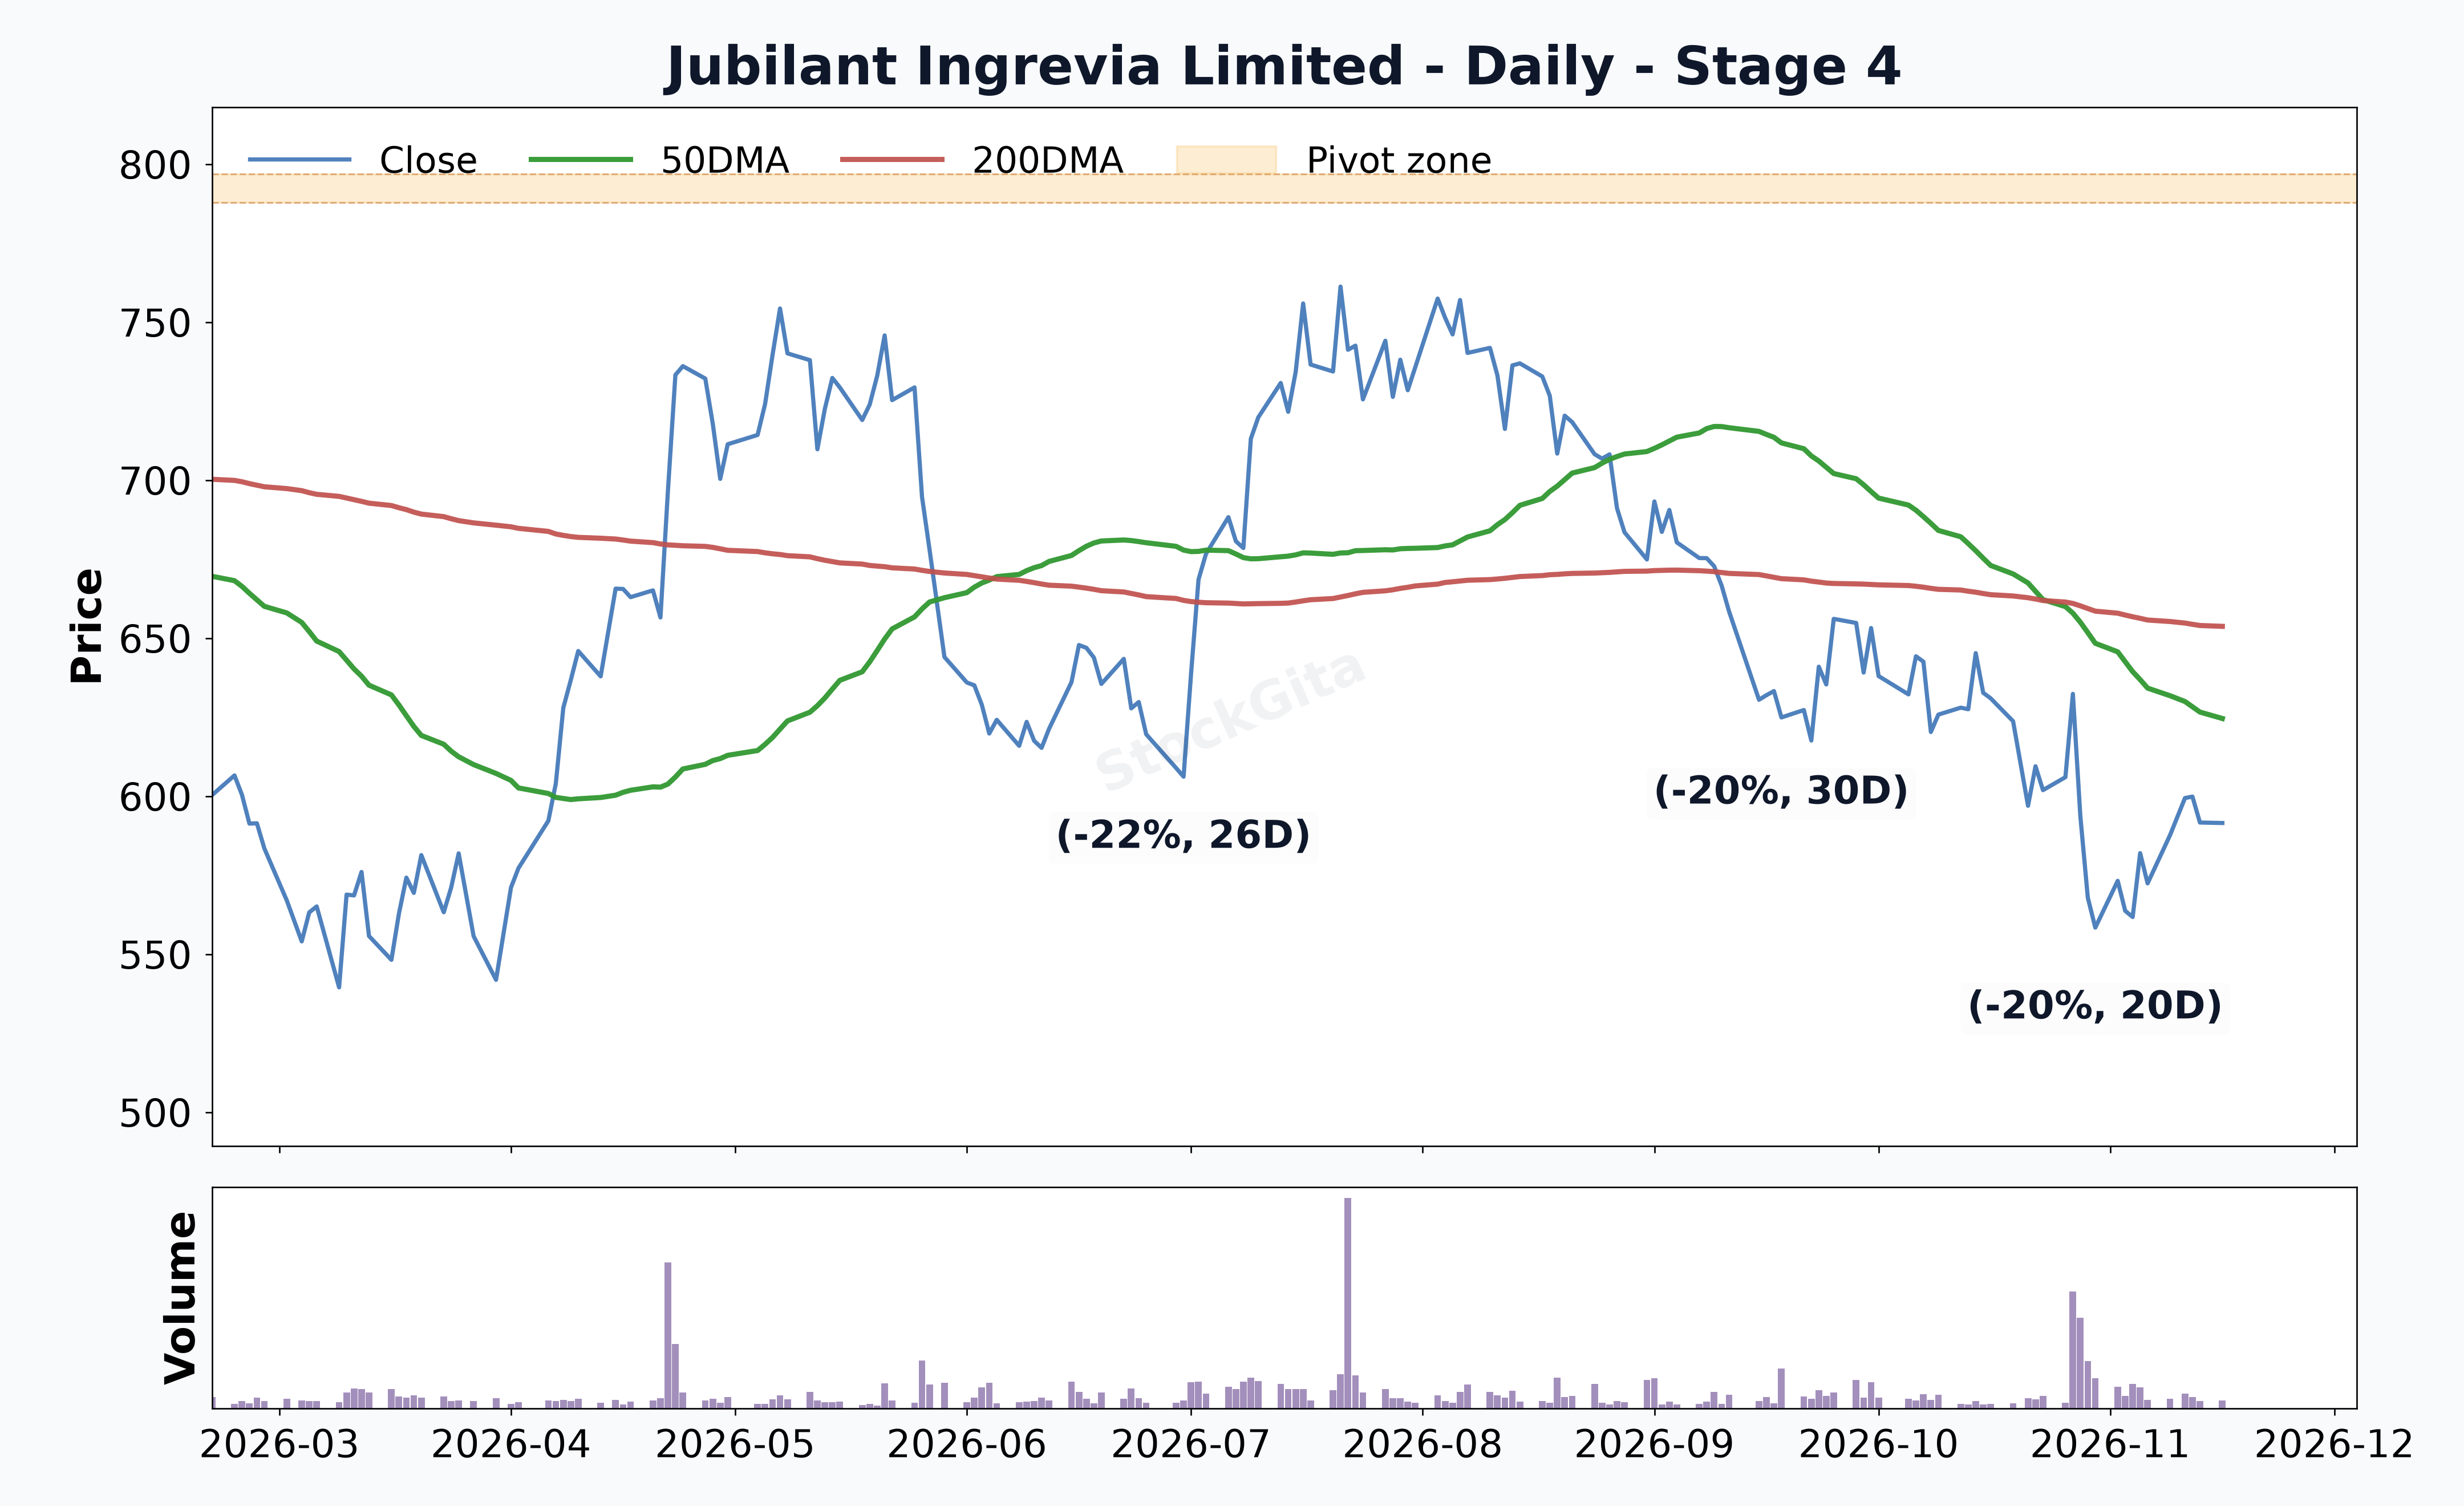 Jubilant Ingrevia Limited - Daily - Stage 4
Close 50DMA 200DMA Pivot zone
800
750
700
650
600
550
500
Price
StockGita
(-22%, 26D)
(-20%, 30D)
(-20%, 20D)
Volume
2026-03 2026-04 2026-05 2026-06 2026-07 2026-08 2026-09 2026-10 2026-11 2026-12